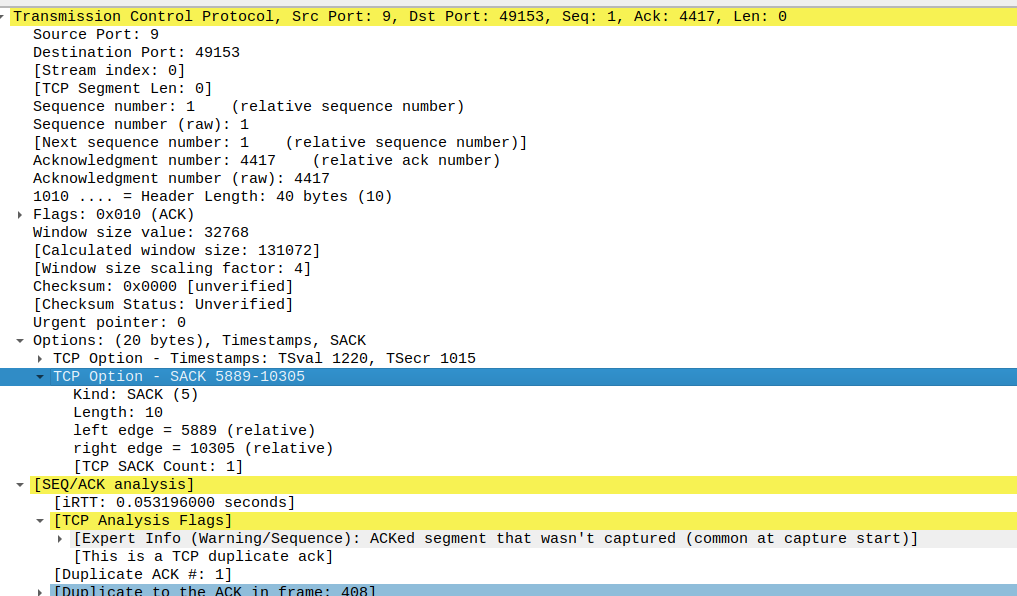 Transmission Control Protocol, Src Port: 9, Dst Port: 49153, Seq: 1, Ack: 4417, Len: 0
Source Port: 9
Destination Port: 49153
[Stream index: 0]
[TCP Segment Len: 0]
Sequence number: 1    (relative sequence number)
Sequence number (raw): 1
[Next sequence number: 1    (relative sequence number)]
Acknowledgment number: 4417    (relative ack number)
Acknowledgment number (raw): 4417
1010 .... = Header Length: 40 bytes (10)
Flags: 0x010 (ACK)
Window size value: 32768
[Calculated window size: 131072]
[Window size scaling factor: 4]
Checksum: 0x0000 [unverified]
[Checksum Status: Unverified]
Urgent pointer: 0
Options: (20 bytes), Timestamps, SACK
TCP Option - Timestamps: TSval 1220, TSecr 1015
TCP Option - SACK 5889-10305
Kind: SACK (5)
Length: 10
left edge = 5889 (relative)
right edge = 10305 (relative)
[TCP SACK Count: 1]
[SEQ/ACK analysis]
[iRTT: 0.053196000 seconds]
[TCP Analysis Flags]
[Expert Info (Warning/Sequence): ACKed segment that wasn't captured (common at capture start)]
[This is a TCP duplicate ack]
[Duplicate ACK #: 1]
[Duplicate to the ACK in frame: 408]